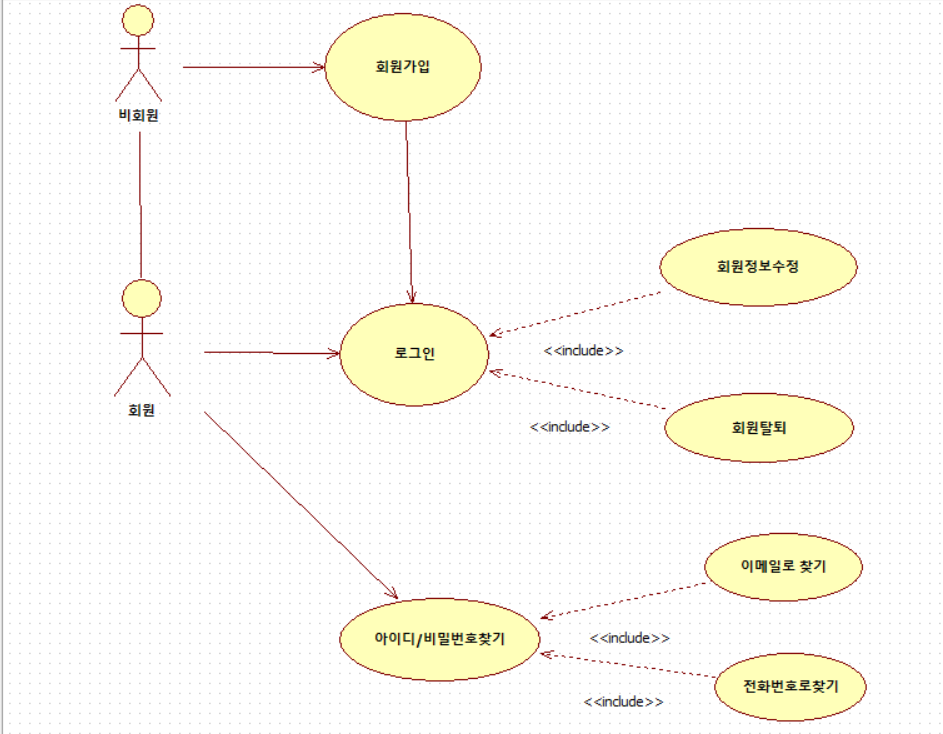 회원가입
비회원
회원정보수정
로그인
<<include>>
회원
<<include>>
회원탈퇴
이메일로 찾기
아이디/비밀번호찾기
<<include>>
전화번호로찾기
<<include>>